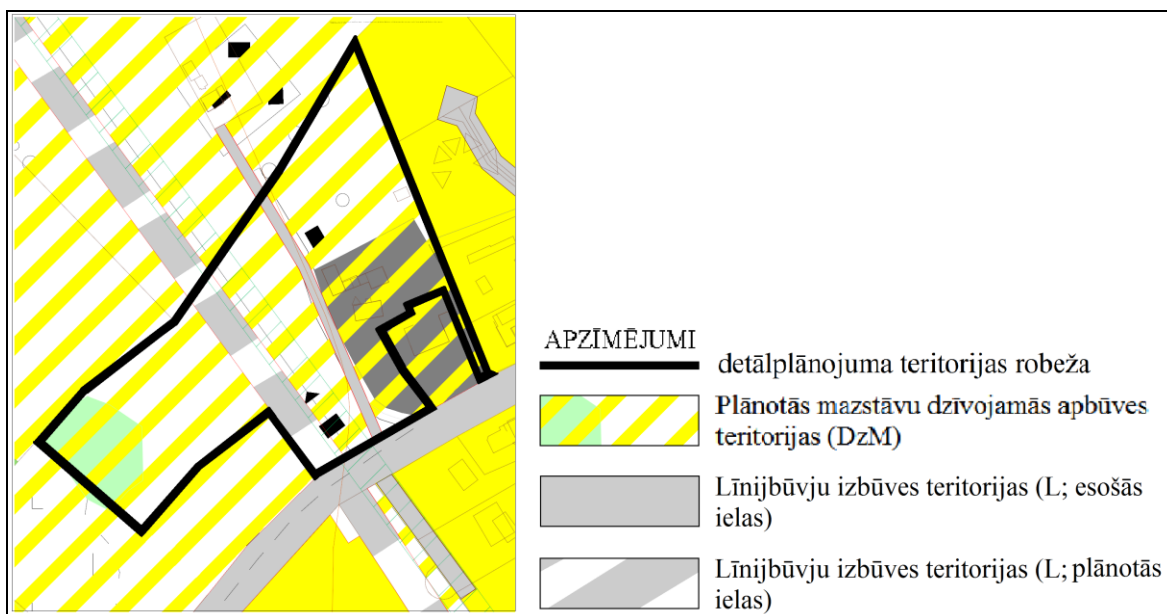 APZĪMĒJUMI
detālplānojuma teritorijas robeža
Plānotās mazstāvu dzīvojamās apbūves
teritorijas (DzM)
Līnijbūvju izbūves teritorijas (L; esošās
ielas)
Līnijbūvju izbūves teritorijas (L; plānotās
ielas)